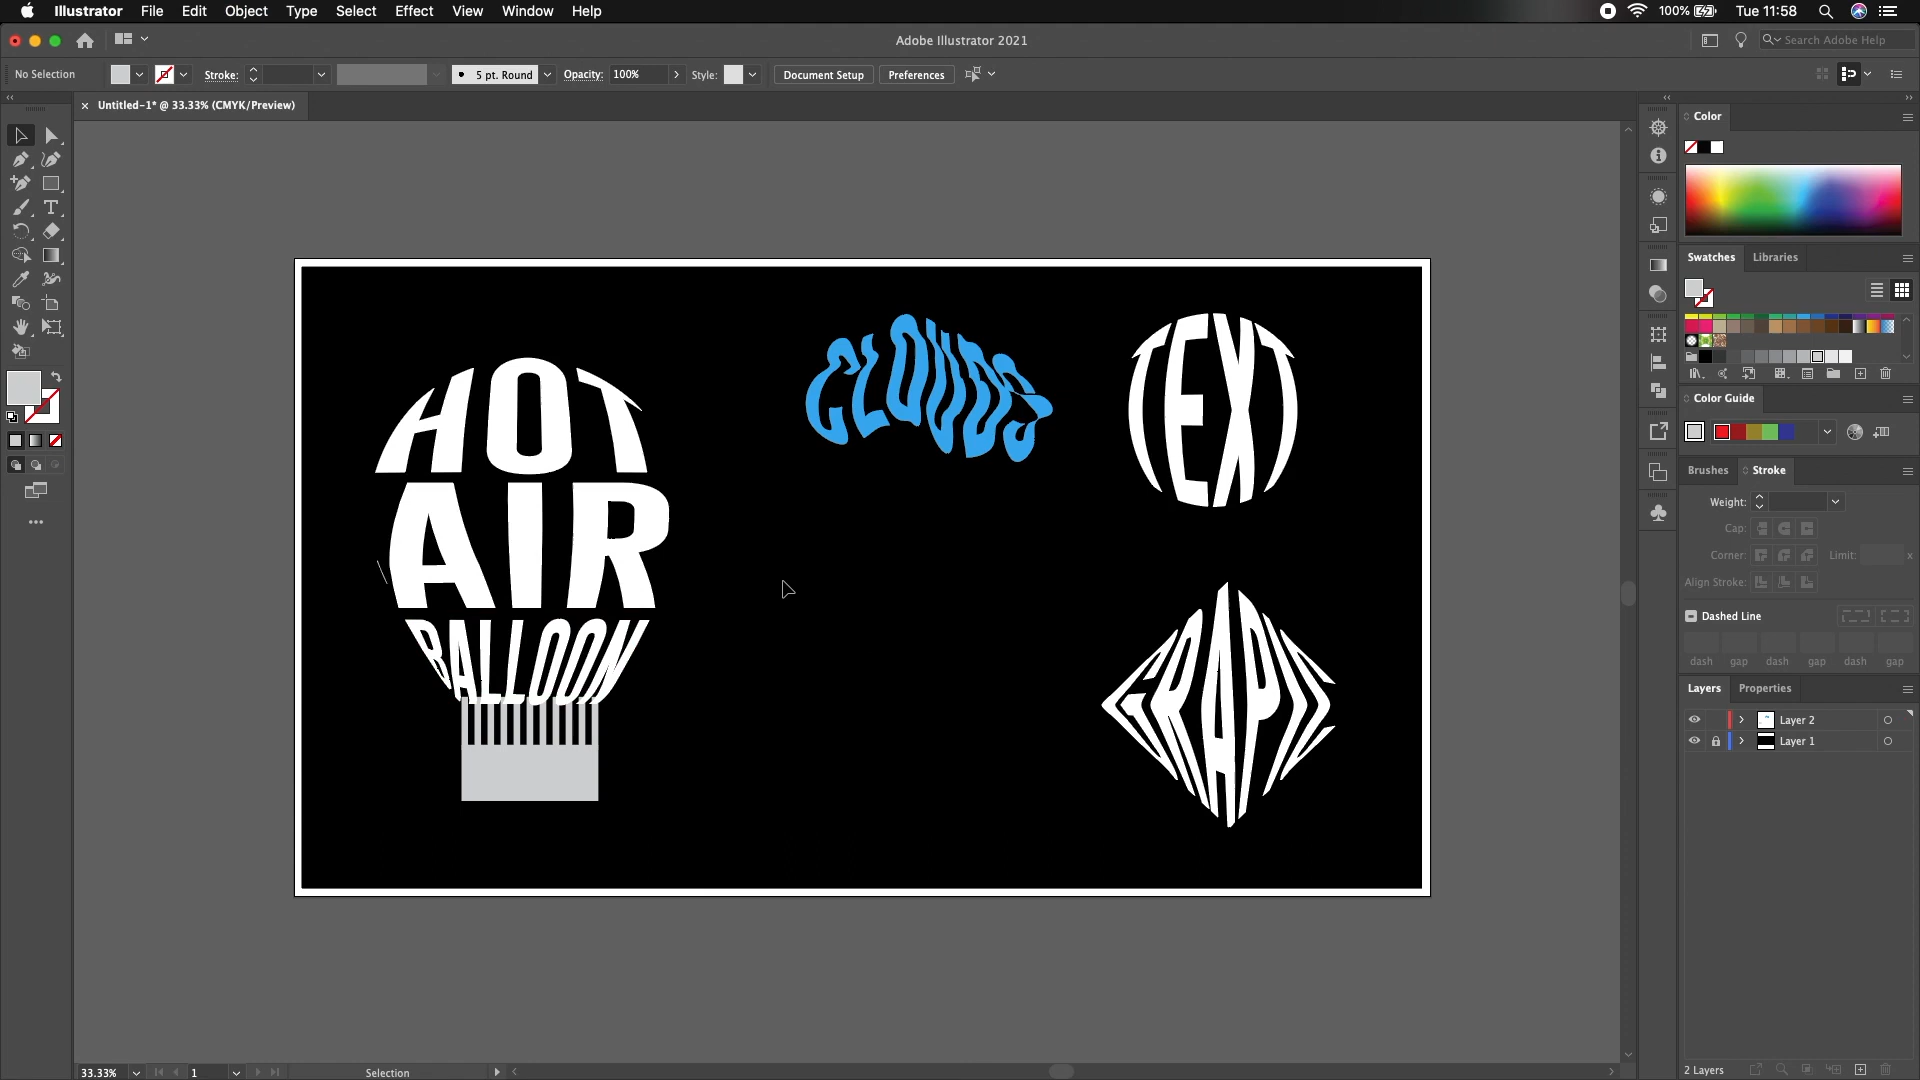 Illustrator File Edit Object Type Select Effect View Window Help
100% Tue 11:58
Adobe Illustrator 2021
Search Adobe Help
No Selection Stroke: 5 pt. Round Opacity: 100% Style: Document Setup Preferences
× Untitled-1* @ 33.33% (CMYK/Preview)
Color
Swatches Libraries
HOT
AIR
BALLOON
CLOUDS
TEXT
Color Guide
Brushes Stroke
Weight:
Cap:
Corner: Limit: x
Align Stroke:
Dashed Line
dash gap dash gap dash gap
Layers Properties
Layer 2
Layer 1
33.33% 1 Selection
2 Layers